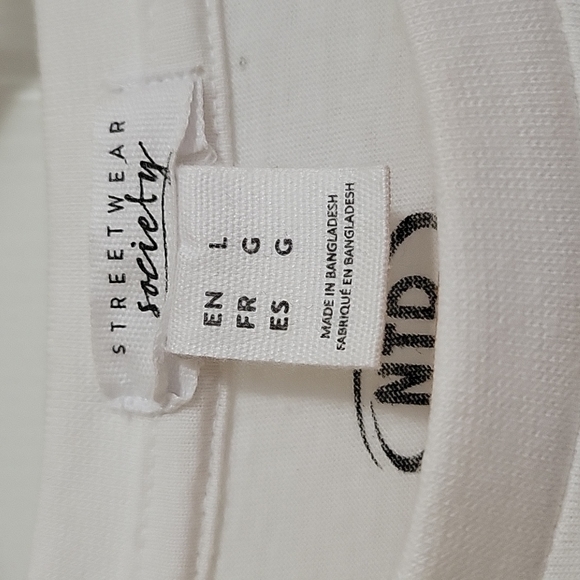 STREETWEAR
society
EN L
FR G
ES G
MADE IN BANGLADESH
FABRIQUÉ EN BANGLADESH
NTD